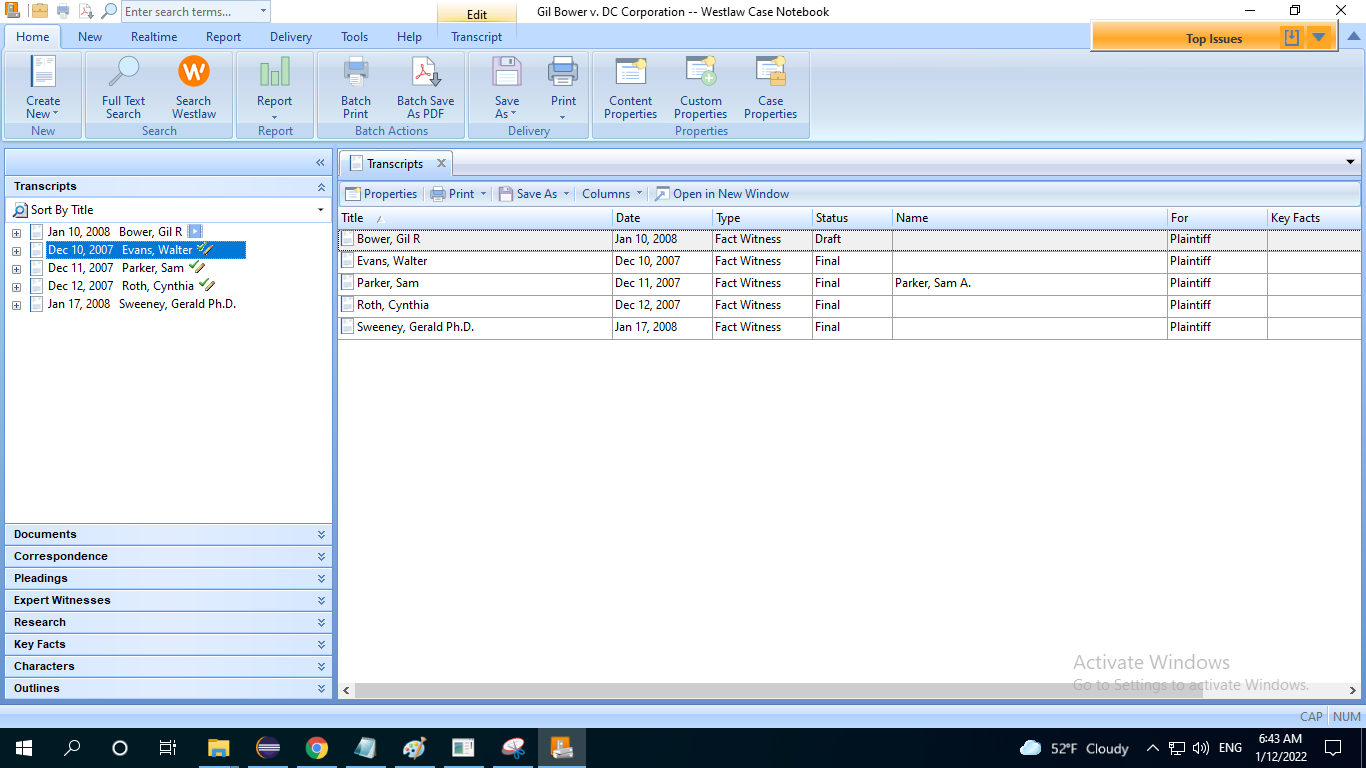 Enter search terms...
Edit
Gil Bower v. DC Corporation -- Westlaw Case Notebook
Home New Realtime Report Delivery Tools Help Transcript
Top Issues
Create New
Full Text Search
Search Westlaw
Report
Batch Print
Batch Save As PDF
Save As
Print
Content Properties
Custom Properties
Case Properties
New Search Report Batch Actions Delivery Properties
Transcripts
Sort By Title
Jan 10, 2008 Bower, Gil R
Dec 10, 2007 Evans, Walter
Dec 11, 2007 Parker, Sam
Dec 12, 2007 Roth, Cynthia
Jan 17, 2008 Sweeney, Gerald Ph.D.
Documents
Correspondence
Pleadings
Expert Witnesses
Research
Key Facts
Characters
Outlines
Transcripts
Properties Print Save As Columns Open in New Window
Title Date Type Status Name For Key Facts
Bower, Gil R Jan 10, 2008 Fact Witness Draft Plaintiff
Evans, Walter Dec 10, 2007 Fact Witness Final Plaintiff
Parker, Sam Dec 11, 2007 Fact Witness Final Parker, Sam A. Plaintiff
Roth, Cynthia Dec 12, 2007 Fact Witness Final Plaintiff
Sweeney, Gerald Ph.D. Jan 17, 2008 Fact Witness Final Plaintiff
Activate Windows
Go to Settings to activate Windows.
CAP NUM
52°F Cloudy
ENG
6:43 AM
1/12/2022